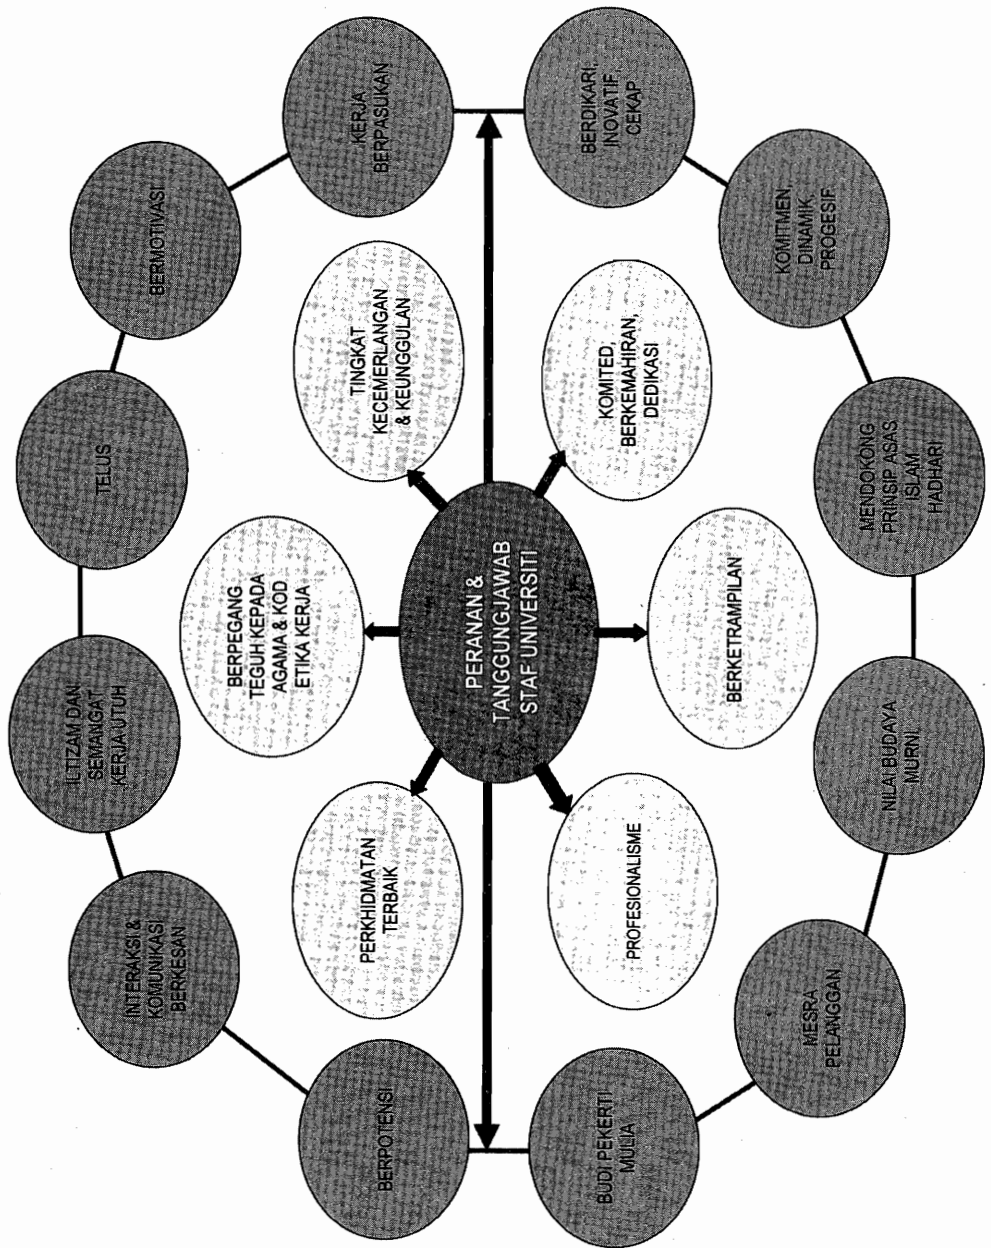 ILTIZAM DAN
SEMANGAT
KERJA UTUH
TELUS
INTERAKSI &
KOMUNIKASI
BERKESAN
BERMOTIVASI
BERPEGANG
TEGUH KEPADA
AGAMA & KOD
ETIKA KERJA
BERPOTENSI
PERKHIDMATAN
TERBAIK
TINGKAT
KECEMERLANGAN
& KEUNGGULAN
KERJA
BERPASUKAN
PERANAN &
TANGGUNGJAWAB
STAF UNIVERSITI
BUDI PEKERTI
MULIA
PROFESIONALISME
KOMITED,
BERKEMAHIRAN,
DEDIKASI
BERDIKARI,
INOVATIF,
CEKAP
BERKETRAMPILAN
MESRA
PELANGGAN
KOMITMEN,
DINAMIK,
PROGESIF
NILAI BUDAYA
MURNI
MENDOKONG
PRINSIP ASAS
ISLAM
HADHARI